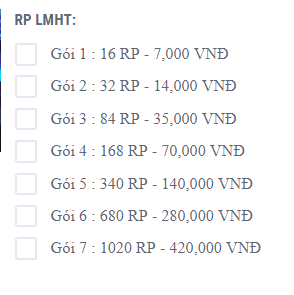 RP LMHT:
Gói 1 : 16 RP - 7,000 VNĐ
Gói 2 : 32 RP - 14,000 VNĐ
Gói 3 : 84 RP - 35,000 VNĐ
Gói 4 : 168 RP - 70,000 VNĐ
Gói 5 : 340 RP - 140,000 VNĐ
Gói 6 : 680 RP - 280,000 VNĐ
Gói 7 : 1020 RP - 420,000 VNĐ